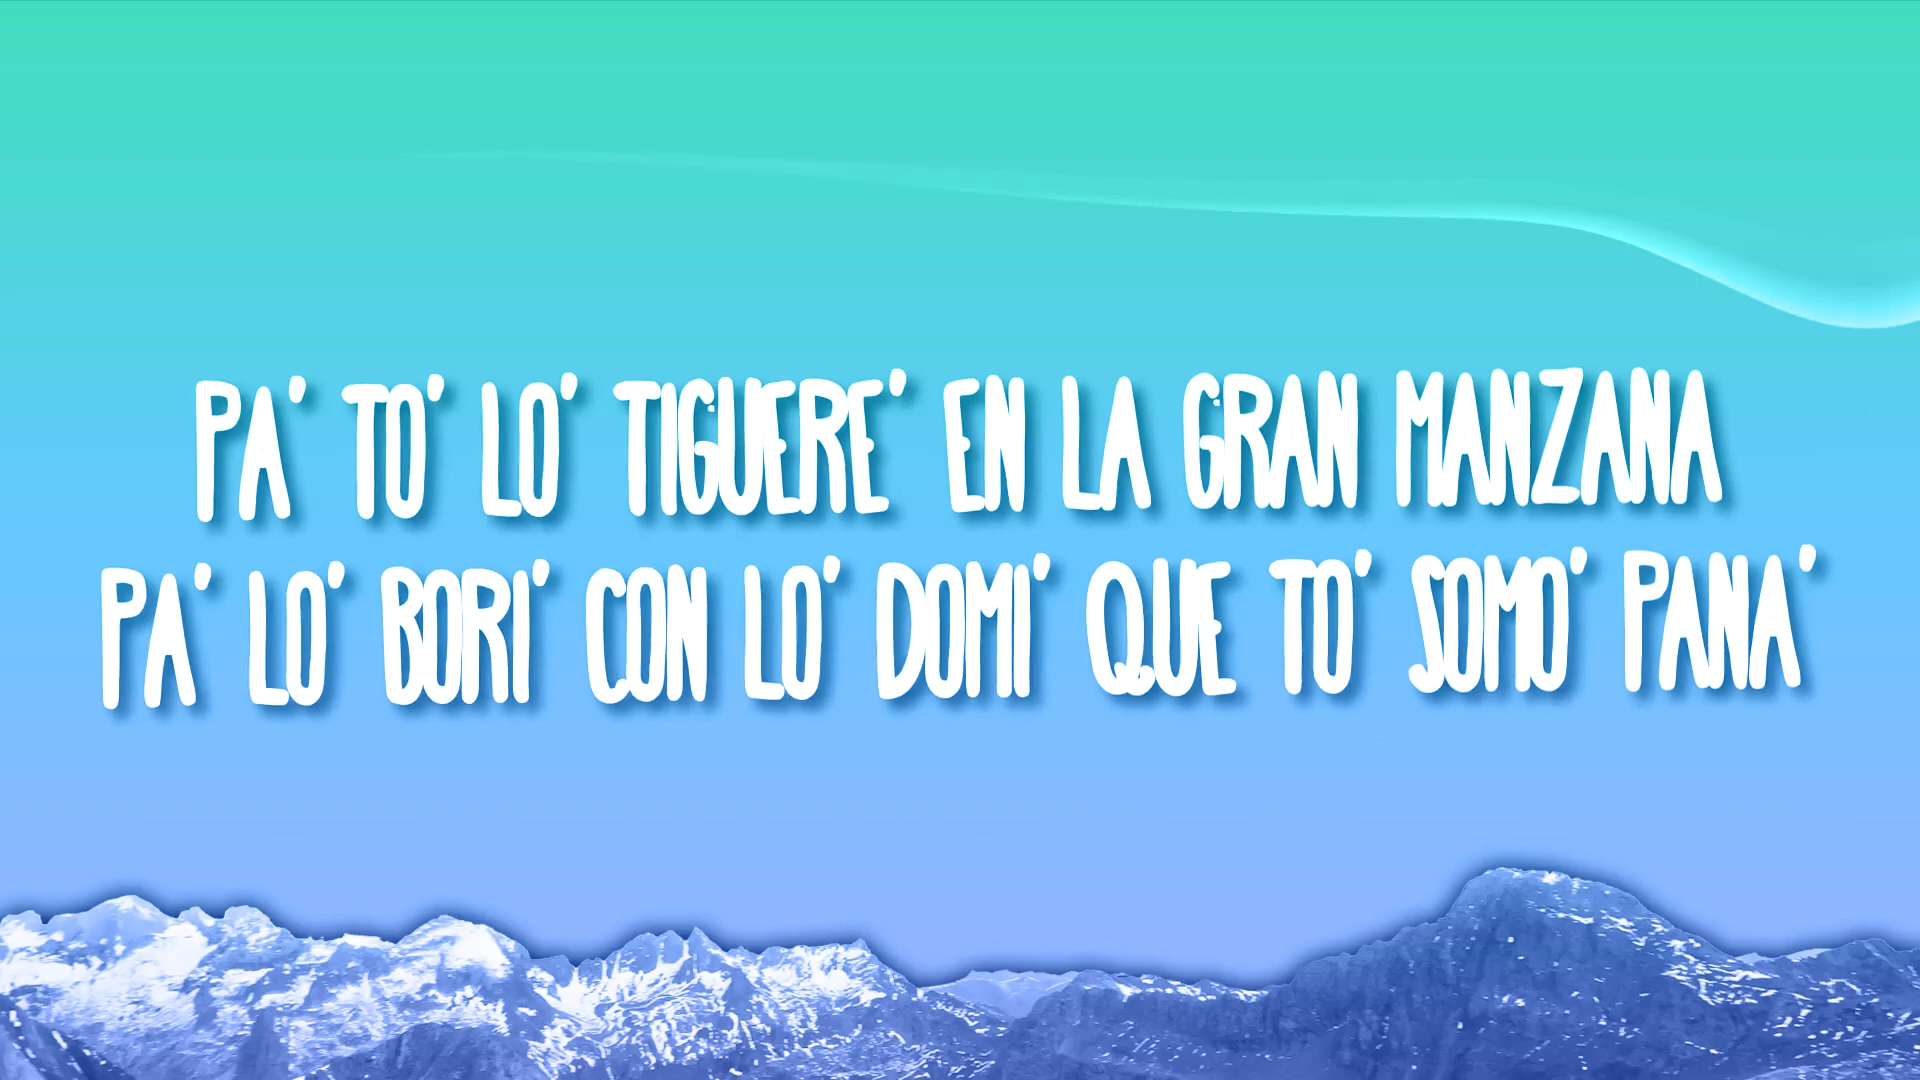 PA' TO' LO' TIGUERE' EN LA GRAN MANZANA
PA' LO' BORI' CON LO' DOMI' QUE TO' SOMO' PANA'